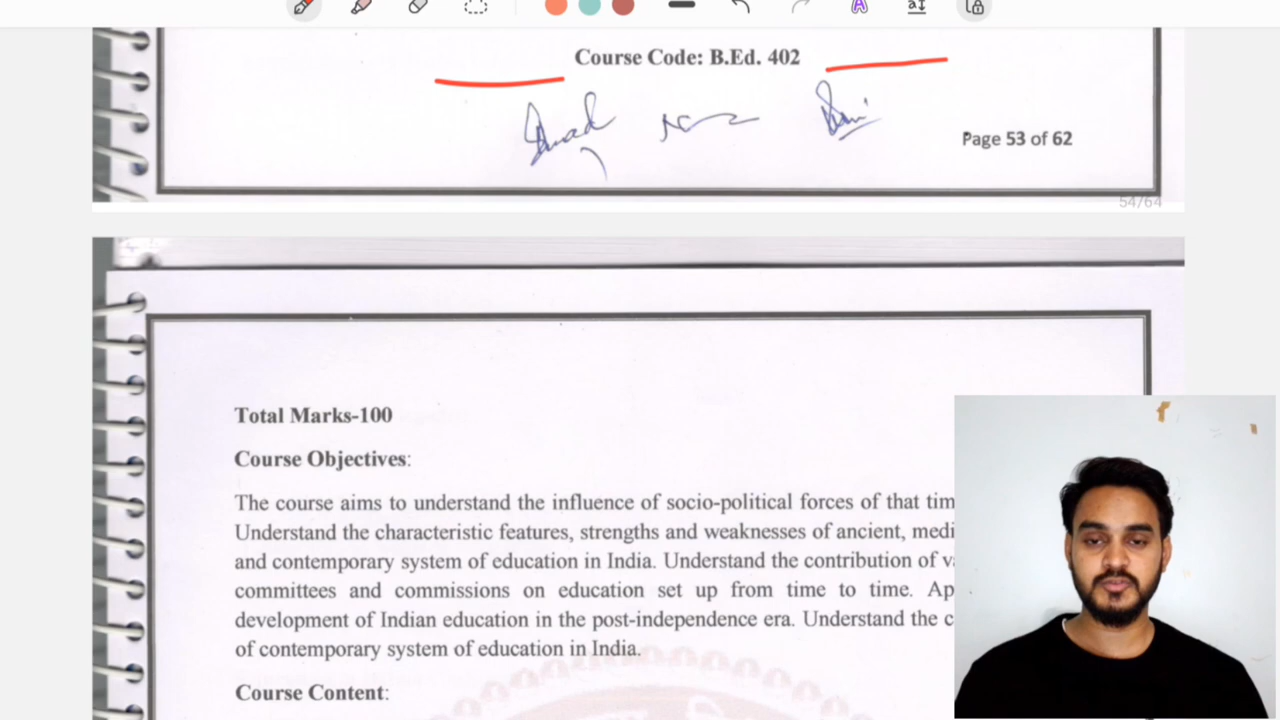 Course Code: B.Ed. 402
Page 53 of 62
54/64
Total Marks-100
Course Objectives:
The course aims to understand the influence of socio-political forces of that tim
Understand the characteristic features, strengths and weaknesses of ancient, medi
and contemporary system of education in India. Understand the contribution of v
committees and commissions on education set up from time to time. Ap
development of Indian education in the post-independence era. Understand the c
of contemporary system of education in India.
Course Content: